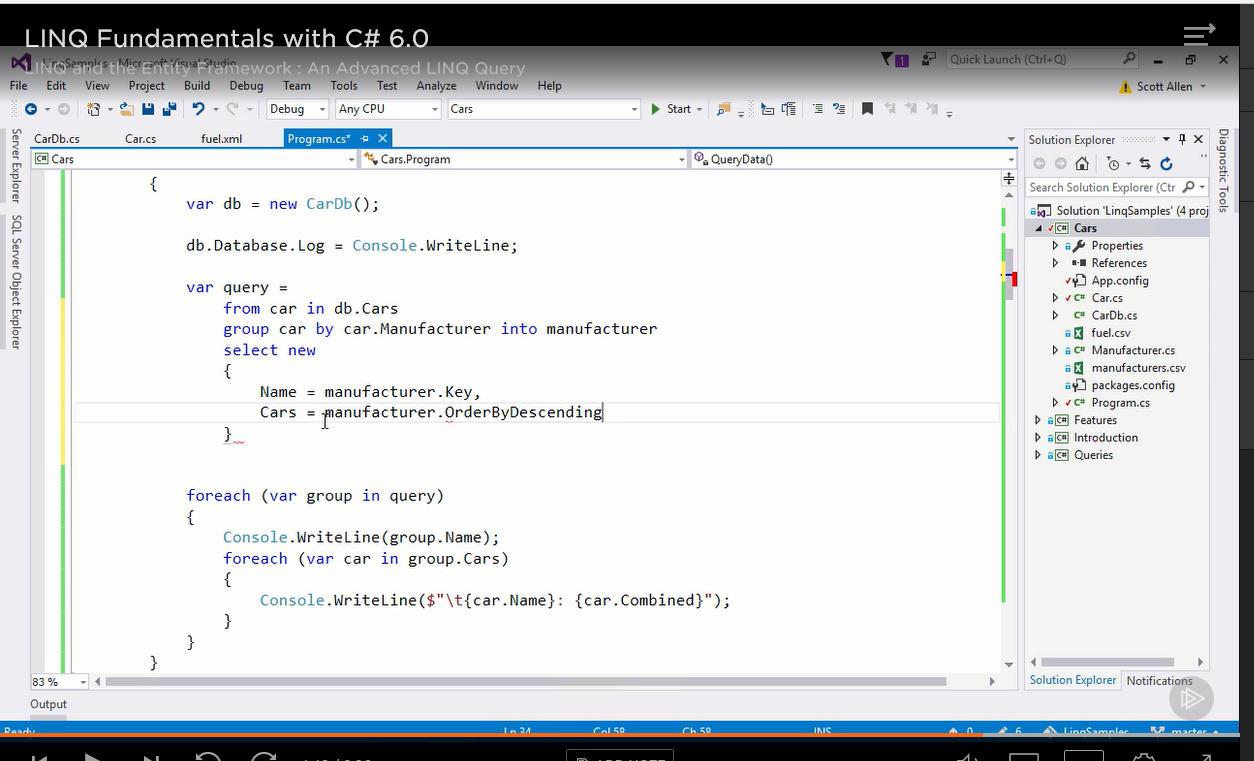 LINQ Fundamentals with C# 6.0
LinqSamples - Microsoft Visual Studio
LINQ and the Entity Framework : An Advanced LINQ Query
1
Quick Launch (Ctrl+Q)
File Edit View Project Build Debug Team Tools Test Analyze Window Help
Scott Allen
Debug Any CPU Cars Start
CarDb.cs Car.cs fuel.xml Program.cs*
Cars Cars.Program QueryData()
Server Explorer
SQL Server Object Explorer
{
var db = new CarDb();
db.Database.Log = Console.WriteLine;
var query =
from car in db.Cars
group car by car.Manufacturer into manufacturer
select new
{
Name = manufacturer.Key,
Cars = manufacturer.OrderByDescending
}
foreach (var group in query)
{
Console.WriteLine(group.Name);
foreach (var car in group.Cars)
{
Console.WriteLine($"\t{car.Name}: {car.Combined}");
}
}
}
83 %
Output
Solution Explorer
Search Solution Explorer (Ctr
Solution 'LinqSamples' (4 proj
C# Cars
Properties
References
App.config
C# Car.cs
C# CarDb.cs
fuel.csv
C# Manufacturer.cs
manufacturers.csv
packages.config
C# Program.cs
C# Features
C# Introduction
C# Queries
Solution Explorer Notifications
Diagnostic Tools
Ready Ln 34 Col 58 Ch 58 INS 0 6 LinqSamples master